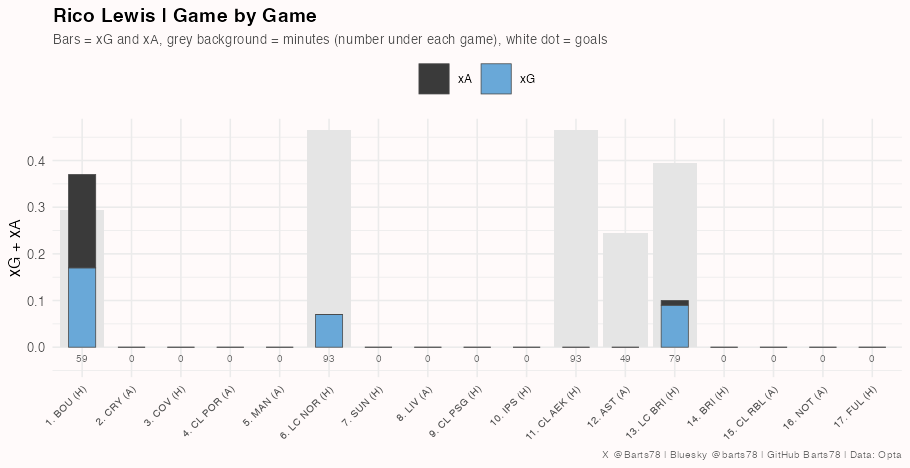 Rico Lewis | Game by Game
Bars = xG and xA, grey background = minutes (number under each game), white dot = goals
xA xG
xG + xA
0.4
0.3
0.2
0.1
0.0
59 0 0 0 0 93 0 0 0 0 93 49 79 0 0 0 0
1. BOU (H)
2. CRY (A)
3. COV (H)
4. CL POR (A)
5. MAN (A)
6. LC NOR (H)
7. SUN (H)
8. LIV (A)
9. CL PSG (H)
10. IPS (H)
11. CL AEK (H)
12. AST (A)
13. LC BRI (H)
14. BRI (H)
15. CL RBL (A)
16. NOT (A)
17. FUL (H)
X @Barts78 | Bluesky @barts78 | GitHub Barts78 | Data: Opta